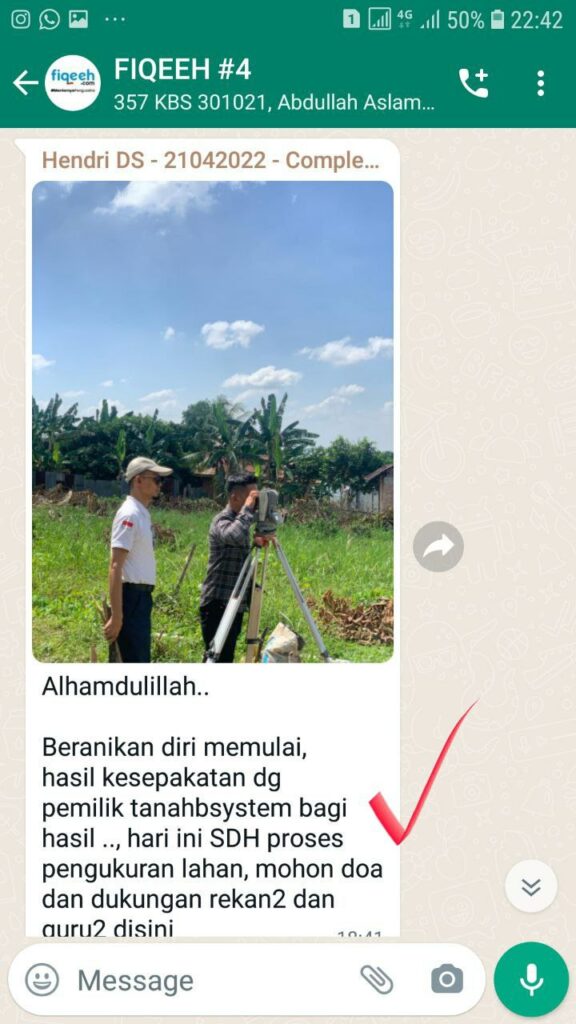 1 4G 50% 22:42
fiqeeh
.com
FIQEEH #4
357 KBS 301021, Abdullah Aslam...
Hendri DS - 21042022 - Comple...
Alhamdulillah..
Beranikan diri memulai,
hasil kesepakatan dg
pemilik tanahbsystem bagi
hasil .., hari ini SDH proses
pengukuran lahan, mohon doa
dan dukungan rekan2 dan
guru2 disini
Message